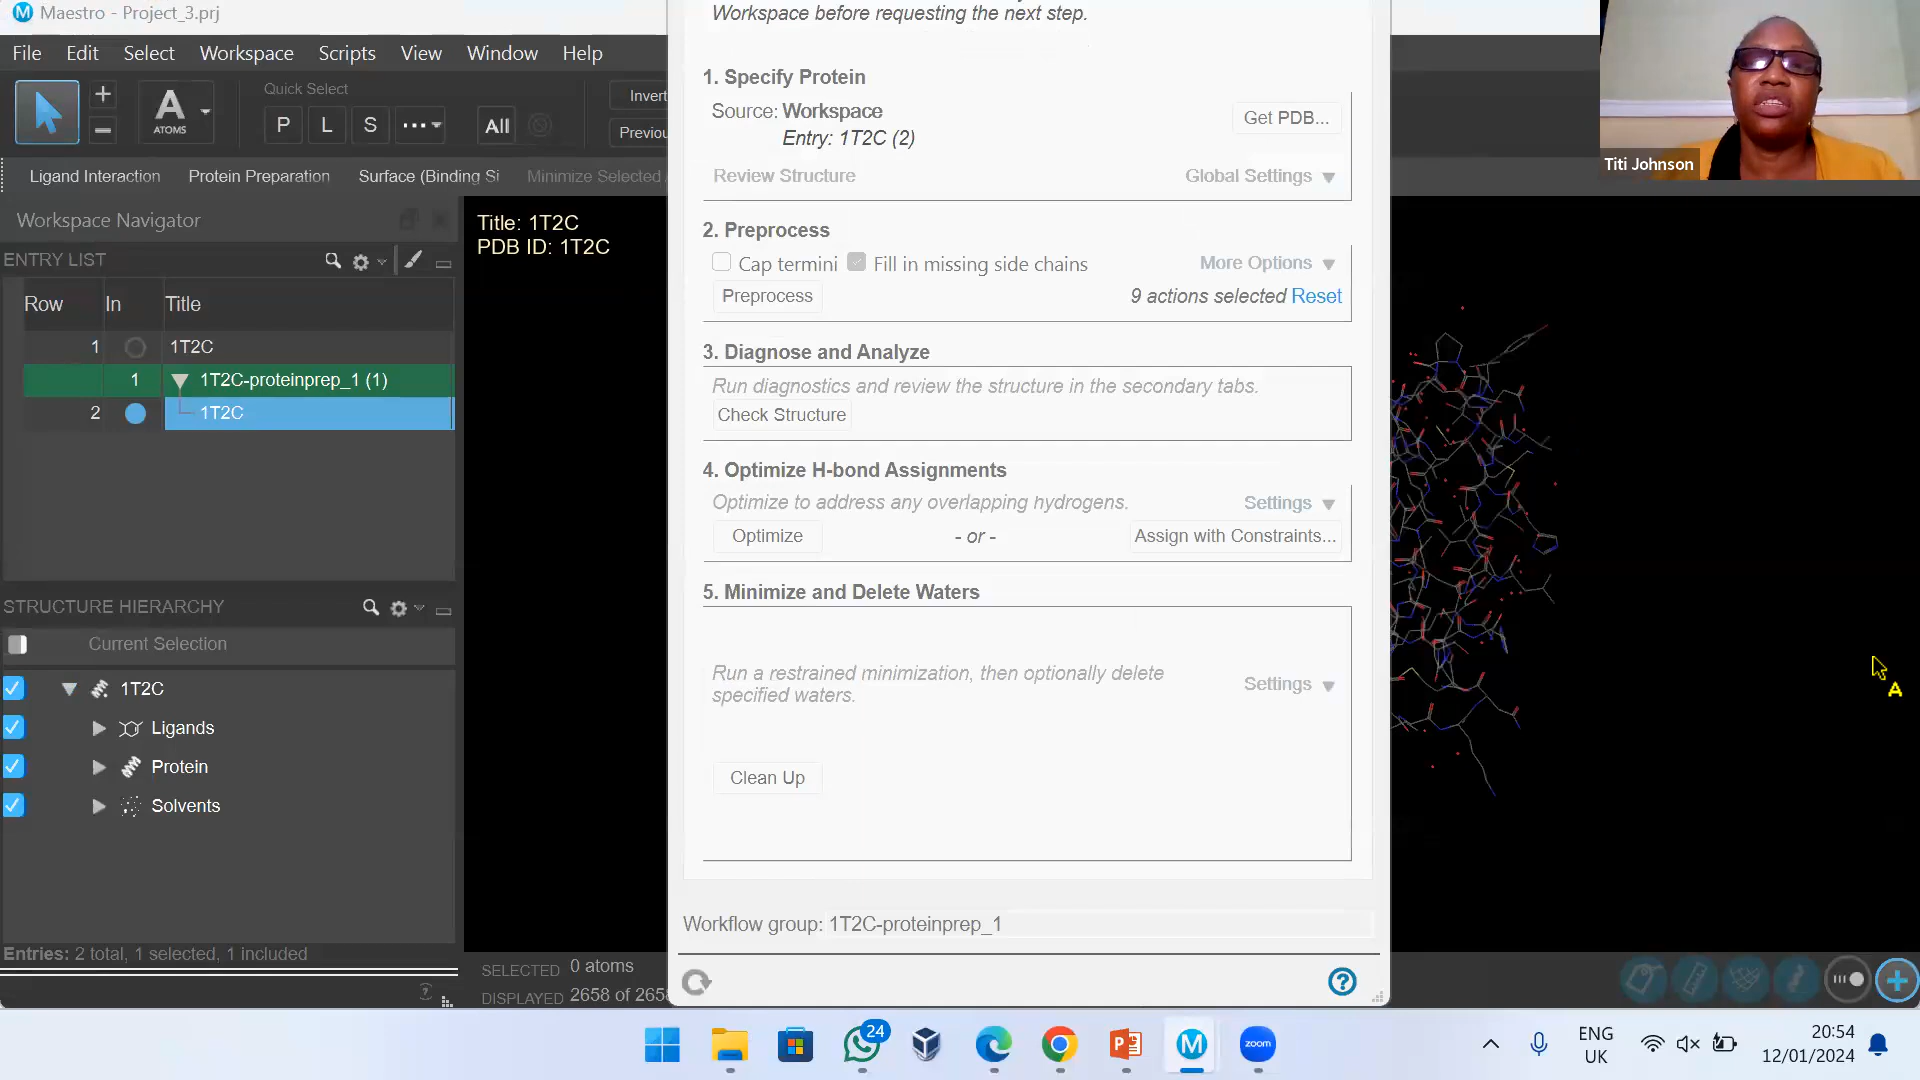 Maestro - Project_3.prj
File Edit Select Workspace Scripts View Window Help
Quick Select
ATOMS
P L S ... All
Invert
Previou
Ligand Interaction Protein Preparation Surface (Binding Si Minimize Selected
Workspace Navigator
ENTRY LIST
Row In Title
1 1T2C
1 1T2C-proteinprep_1 (1)
2 1T2C
STRUCTURE HIERARCHY
Current Selection
1T2C
Ligands
Protein
Solvents
Entries: 2 total, 1 selected, 1 included
Title: 1T2C
PDB ID: 1T2C
SELECTED 0 atoms
DISPLAYED 2658 of 2658
Workspace before requesting the next step.
1. Specify Protein
Source: Workspace
Entry: 1T2C (2)
Get PDB...
Review Structure
Global Settings
2. Preprocess
Cap termini Fill in missing side chains
More Options
Preprocess
9 actions selected Reset
3. Diagnose and Analyze
Run diagnostics and review the structure in the secondary tabs.
Check Structure
4. Optimize H-bond Assignments
Optimize to address any overlapping hydrogens.
Settings
Optimize
- or -
Assign with Constraints...
5. Minimize and Delete Waters
Run a restrained minimization, then optionally delete
specified waters.
Settings
Clean Up
Workflow group: 1T2C-proteinprep_1
Titi Johnson
A
24
zoom
ENG
UK
20:54
12/01/2024